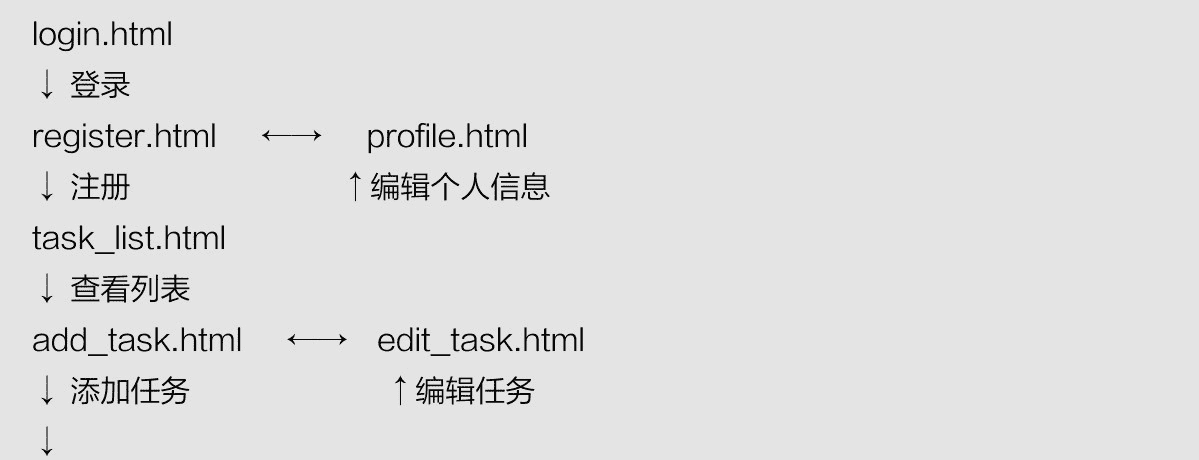 login.html
↓ 登录
register.html ←→ profile.html
↓ 注册 ↑编辑个人信息
task_list.html
↓ 查看列表
add_task.html ←→ edit_task.html
↓ 添加任务 ↑编辑任务
↓